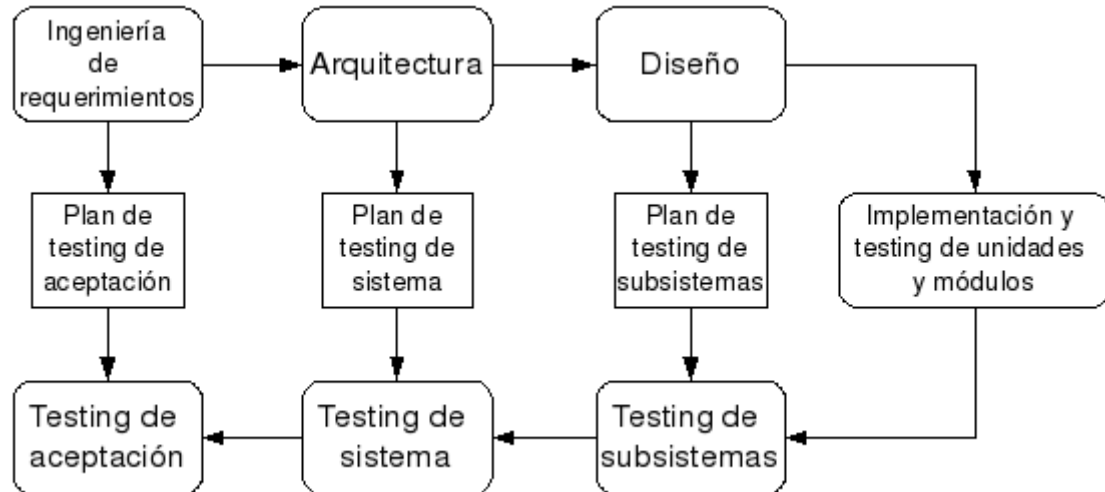 Ingeniería
de
requerimientos
Arquitectura
Diseño
Plan de
testing de
aceptación
Plan de
testing de
sistema
Plan de
testing de
subsistemas
Implementación y
testing de unidades
y módulos
Testing de
aceptación
Testing de
sistema
Testing de
subsistemas